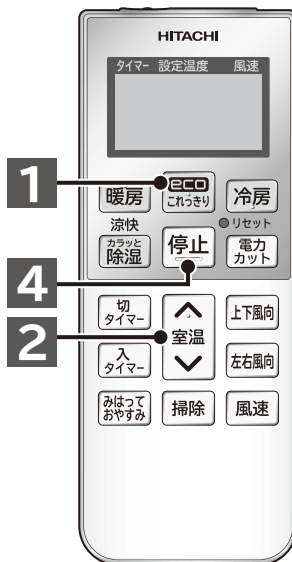 HITACHI
タイマー 設定温度 風速
1
暖房
eco
これっきり
冷房
涼快
リセット
カラッと
除湿
停止
電力
カット
4
切
タイマー
上下風向
2
室温
入
タイマー
左右風向
みはって
おやすみ
掃除
風速